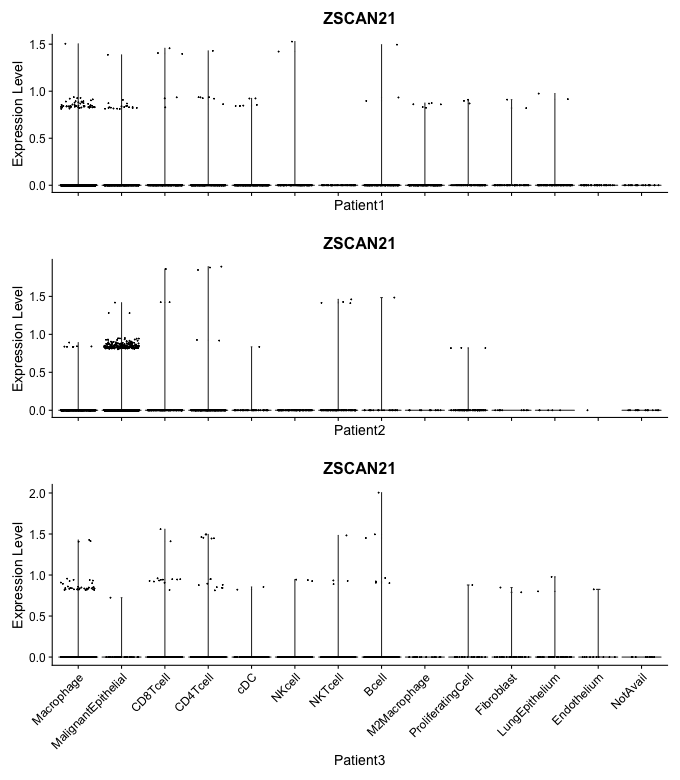 ZSCAN21
Expression Level
1.5
1.0
0.5
0.0
Patient1
ZSCAN21
Expression Level
1.5
1.0
0.5
0.0
Patient2
ZSCAN21
Expression Level
2.0
1.5
1.0
0.5
0.0
Macrophage
MalignantEpithelial
CD8Tcell
CD4Tcell
cDC
NKcell
NKTcell
Bcell
M2Macrophage
ProliferatingCell
Fibroblast
LungEpithelium
Endothelium
NotAvail
Patient3